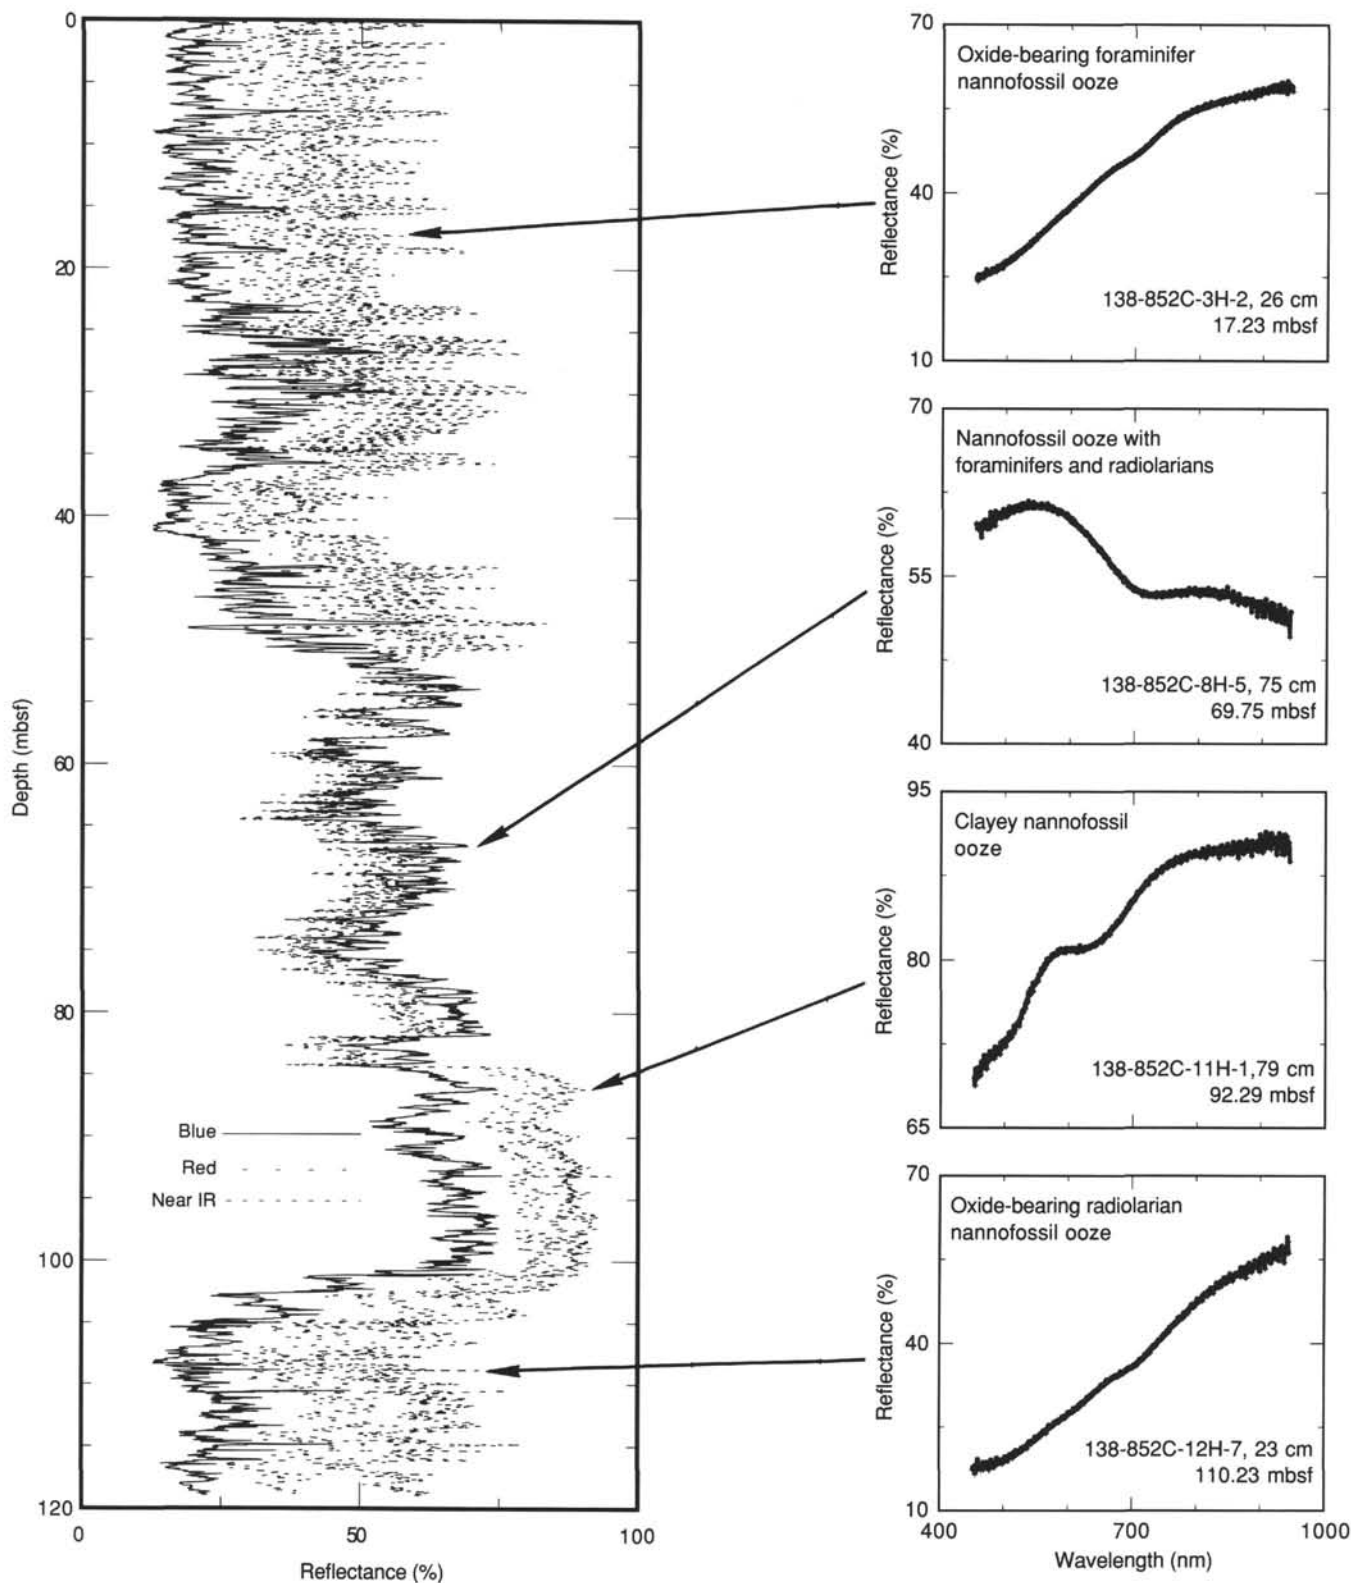 0
20
40
60
80
100
120
Depth (mbsf)
Blue
Red
Near IR
0
50
100
Reflectance (%)
70
40
10
Reflectance (%)
Oxide-bearing foraminifer
nannofossil ooze
138-852C-3H-2, 26 cm
17.23 mbsf
70
55
40
Reflectance (%)
Nannofossil ooze with
foraminifers and radiolarians
138-852C-8H-5, 75 cm
69.75 mbsf
95
80
65
Reflectance (%)
Clayey nannofossil
ooze
138-852C-11H-1,79 cm
92.29 mbsf
70
40
10
Reflectance (%)
Oxide-bearing radiolarian
nannofossil ooze
138-852C-12H-7, 23 cm
110.23 mbsf
400
700
1000
Wavelength (nm)